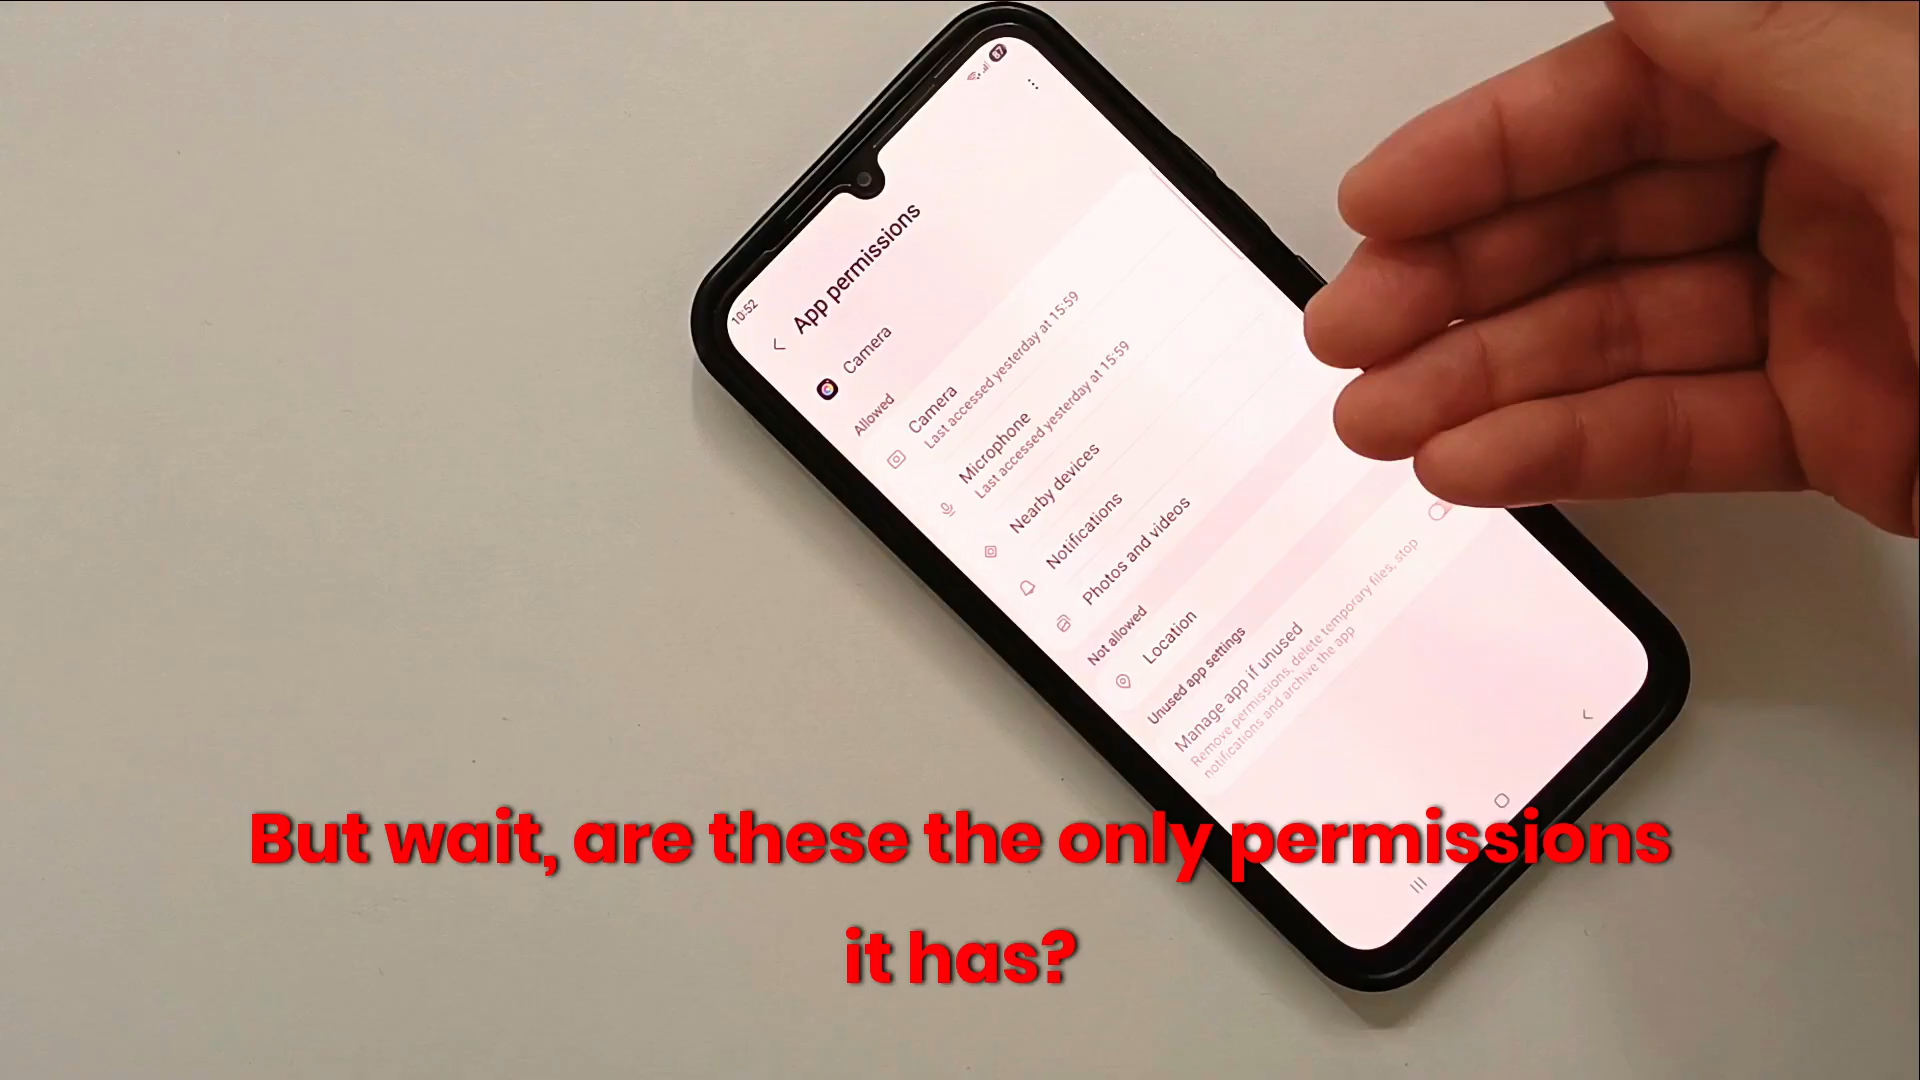 67
10:52
App permissions
Camera
Allowed
Camera
Last accessed yesterday at 15:59
Microphone
Last accessed yesterday at 15:59
Nearby devices
Notifications
Photos and videos
Not allowed
Location
Unused app settings
Manage app if unused
Remove permissions, delete temporary files, stop
notifications and archive the app
But wait, are these the only permissions
it has?